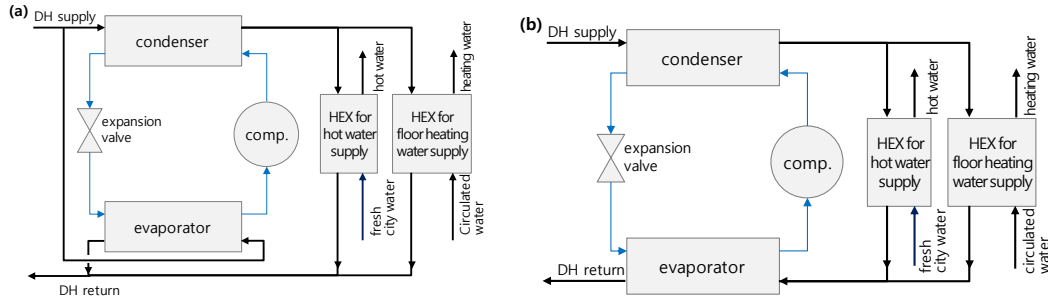 (a)
DH supply
condenser
hot water
heating water
expansion
valve
comp.
HEX for
hot water
supply
HEX for
floor heating
water supply
evaporator
fresh
city water
Circulated
water
DH return
(b)
DH supply
condenser
hot water
heating water
expansion
valve
comp.
HEX for
hot water
supply
HEX for
floor heating
water supply
evaporator
fresh
city water
circulated
water
DH return